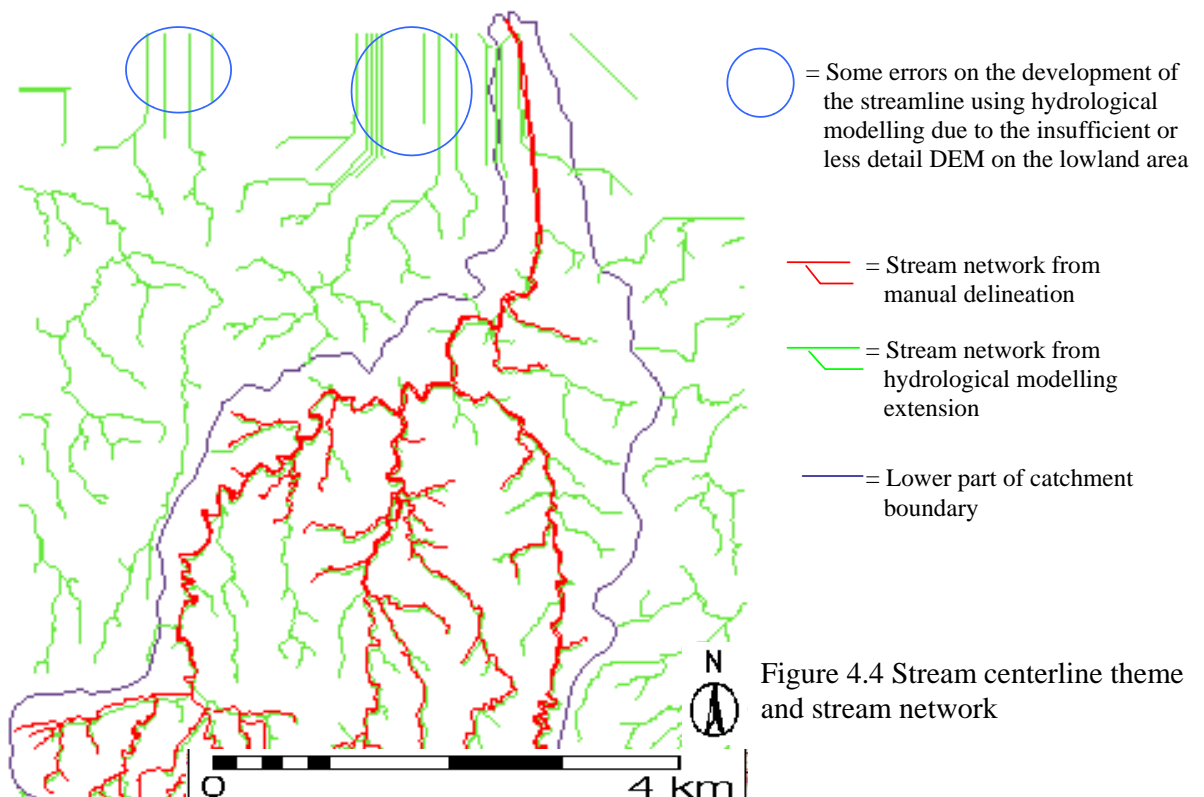 = Some errors on the development of
the streamline using hydrological
modelling due to the insufficient or
less detail DEM on the lowland area
= Stream network from
manual delineation
= Stream network from
hydrological modelling
extension
= Lower part of catchment
boundary
N
Figure 4.4 Stream centerline theme
and stream network
0 4 km